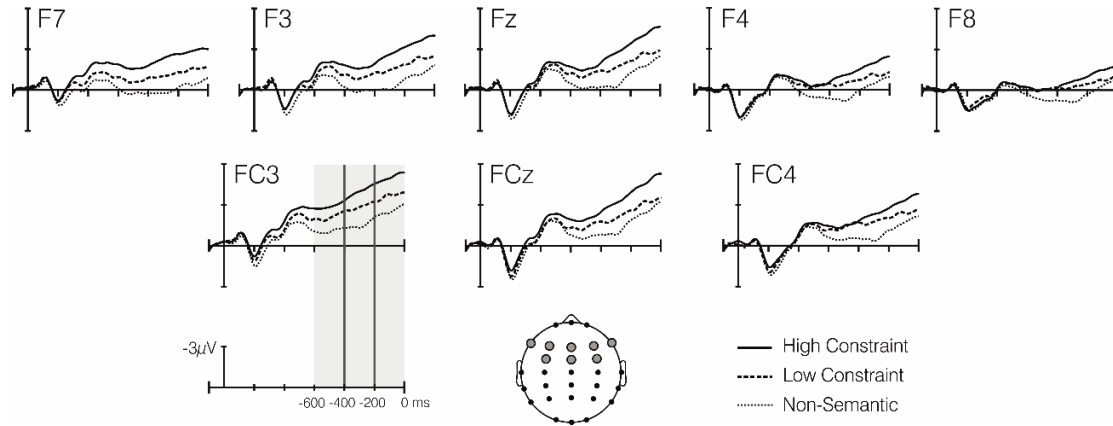 F7
F3
Fz
F4
F8
FC3
FCz
FC4
-3µV
-600 -400 -200 0 ms
High Constraint
Low Constraint
Non-Semantic